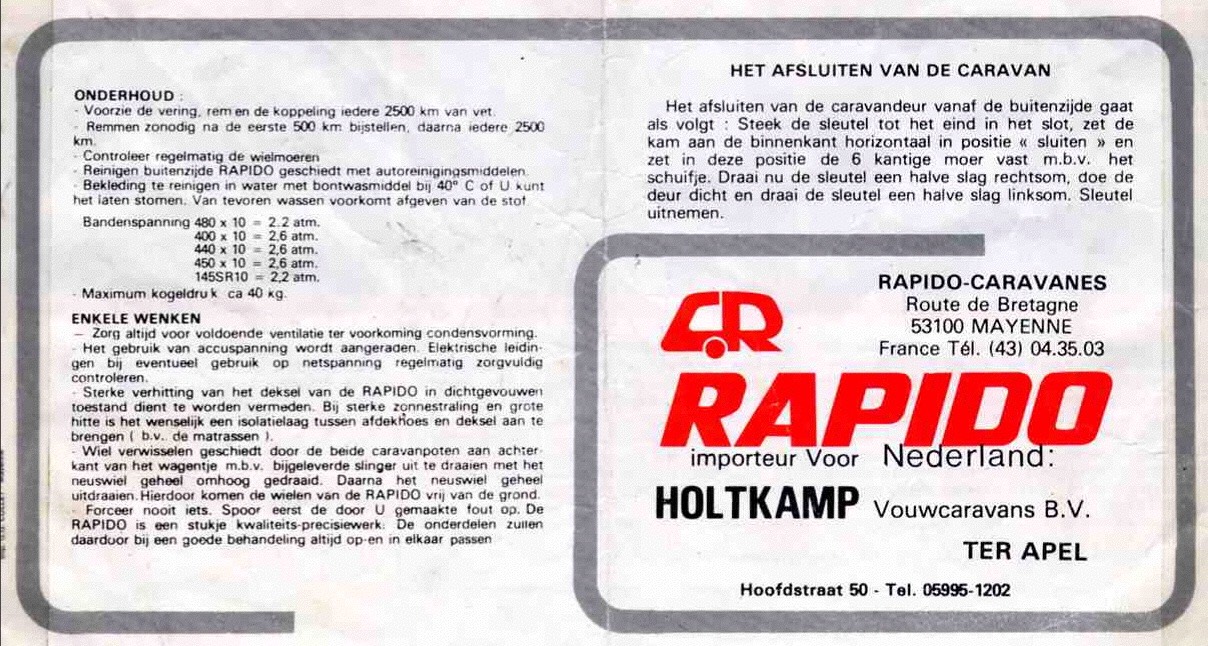 ONDERHOUD :
- Voorzie de vering, rem en de koppeling iedere 2500 km van vet.
- Remmen zonodig na de eerste 500 km bijstellen, daarna iedere 2500
km.
- Controleer regelmatig de wielmoeren
- Reinigen buitenzijde RAPIDO geschiedt met autoreinigingsmiddelen.
- Bekleding te reinigen in water met bontwasmiddel bij 40° C of U kunt
het laten stomen. Van tevoren wassen voorkomt afgeven van de stof.
Bandenspanning 480 x 10 = 2.2 atm.
400 x 10 = 2,6 atm.
440 x 10 = 2,6 atm.
450 x 10 = 2,6 atm.
145SR10 = 2,2 atm.
- Maximum kogeldruk ca 40 kg.
ENKELE WENKEN
– Zorg altijd voor voldoende ventilatie ter voorkoming condensvorming.
- Het gebruik van accuspanning wordt aangeraden. Elektrische leidin-
gen bij eventueel gebruik op netspanning regelmatig zorgvuldig
controleren.
- Sterke verhitting van het deksel van de RAPIDO in dichtgevouwen
toestand dient te worden vermeden. Bij sterke zonnestraling en grote
hitte is het wenselijk een isolatielaag tussen afdekhoes en deksel aan te
brengen ( b.v. de matrassen ).
- Wiel verwisselen geschiedt door de beide caravanpoten aan achter-
kant van het wagentje m.b.v. bijgeleverde slinger uit te draaien met het
neuswiel geheel omhoog gedraaid. Daarna het neuswiel geheel
uitdraaien. Hierdoor komen de wielen van de RAPIDO vrij van de grond.
- Forceer nooit iets. Spoor eerst de door U gemaakte fout op. De
RAPIDO is een stukje kwaliteits-precisiewerk. De onderdelen zullen
daardoor bij een goede behandeling altijd op-en in elkaar passen
HET AFSLUITEN VAN DE CARAVAN
Het afsluiten van de caravandeur vanaf de buitenzijde gaat
als volgt : Steek de sleutel tot het eind in het slot, zet de
kam aan de binnenkant horizontaal in positie « sluiten » en
zet in deze positie de 6 kantige moer vast m.b.v. het
schuifje. Draai nu de sleutel een halve slag rechtsom, doe de
deur dicht en draai de sleutel een halve slag linksom. Sleutel
uitnemen.
RAPIDO-CARAVANES
Route de Bretagne
53100 MAYENNE
France Tél. (43) 04.35.03
RAPIDO
importeur Voor Nederland:
HOLTKAMP Vouwcaravans B.V.
TER APEL
Hoofdstraat 50 - Tel. 05995-1202